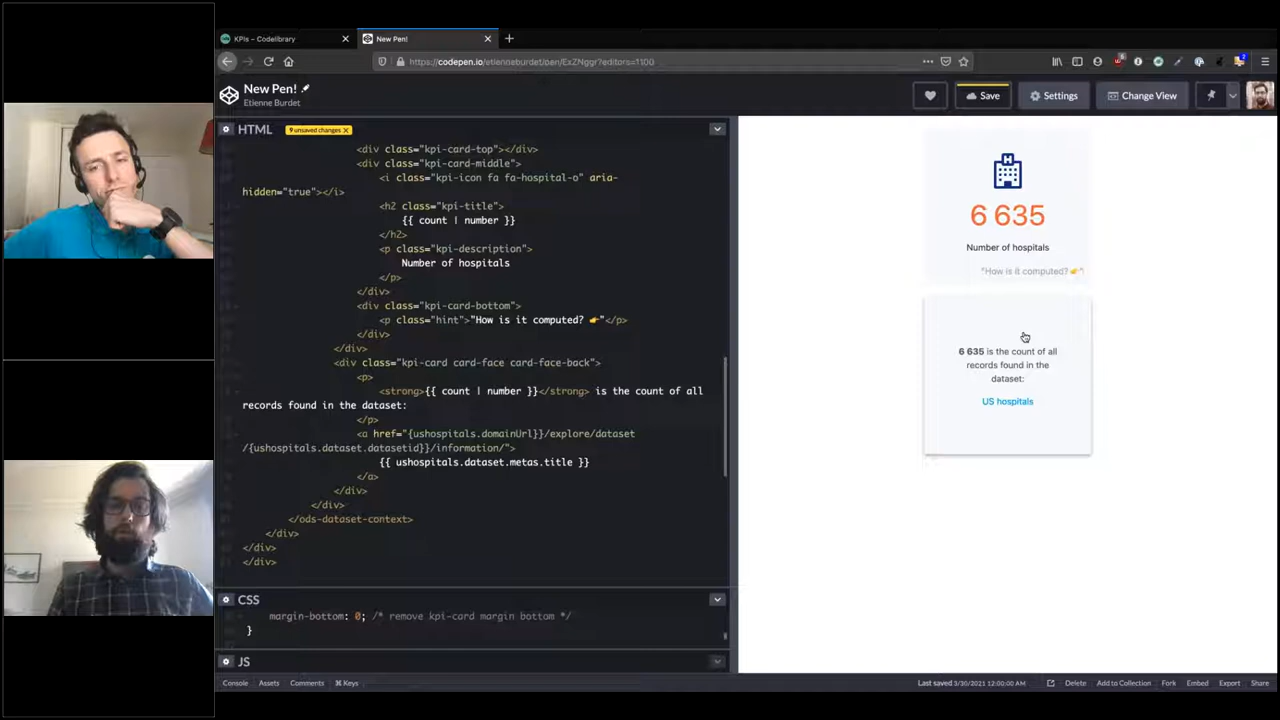 KPIs – Codelibrary
New Pen!
https://codepen.io/etienneburdet/pen/ExZNggr?editors=1100
New Pen!
Etienne Burdet
Save
Settings
Change View
HTML
9 unsaved changes X
<div class="kpi-card-top"></div>
<div class="kpi-card-middle">
<i class="kpi-icon fa fa-hospital-o" aria-
hidden="true"></i>
<h2 class="kpi-title">
{{ count | number }}
</h2>
<p class="kpi-description">
Number of hospitals
</p>
</div>
<div class="kpi-card-bottom">
<p class="hint">"How is it computed? 👉"</p>
</div>
</div>
<div class="kpi-card card-face card-face-back">
<p>
<strong>{{ count | number }}</strong> is the count of all
records found in the dataset:
</p>
<a href="{ushospitals.domainUrl}}/explore/dataset
/{ushospitals.dataset.datasetid}}/information/">
{{ ushospitals.dataset.metas.title }}
</a>
</div>
</div>
</ods-dataset-context>
</div>
</div>
</div>
CSS
margin-bottom: 0; /* remove kpi-card margin bottom */
}
JS
H
6 635
Number of hospitals
"How is it computed? 👉"
6 635 is the count of all
records found in the
dataset:
US hospitals
Console
Assets
Comments
⌘ Keys
Last saved 3/30/2021 12:00:00 AM
Delete
Add to Collection
Fork
Embed
Export
Share